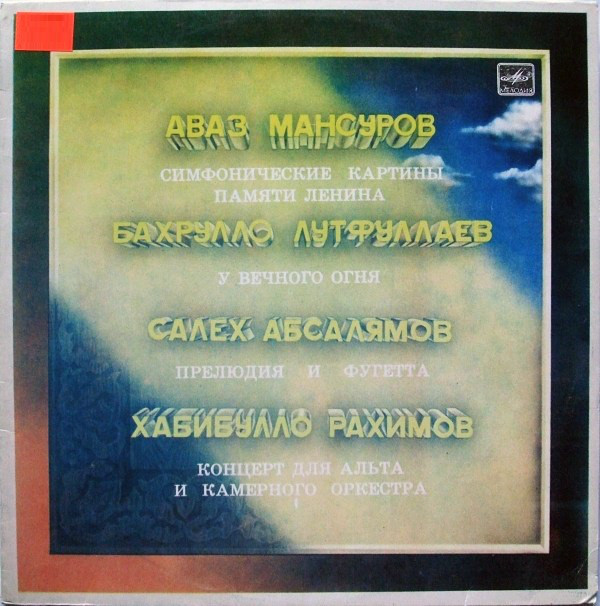 МЕЛОДИЯ
АВАЗ МАНСУРОВ
СИМФОНИЧЕСКИЕ КАРТИНЫ
ПАМЯТИ ЛЕНИНА
БАХРУЛЛО ЛУТФУЛЛАЕВ
У ВЕЧНОГО ОГНЯ
САЛЕХ АБСАЛЯМОВ
ПРЕЛЮДИЯ И ФУГЕТТА
ХАБИБУЛЛО РАХИМОВ
КОНЦЕРТ ДЛЯ АЛЬТА
И КАМЕРНОГО ОРКЕСТРА